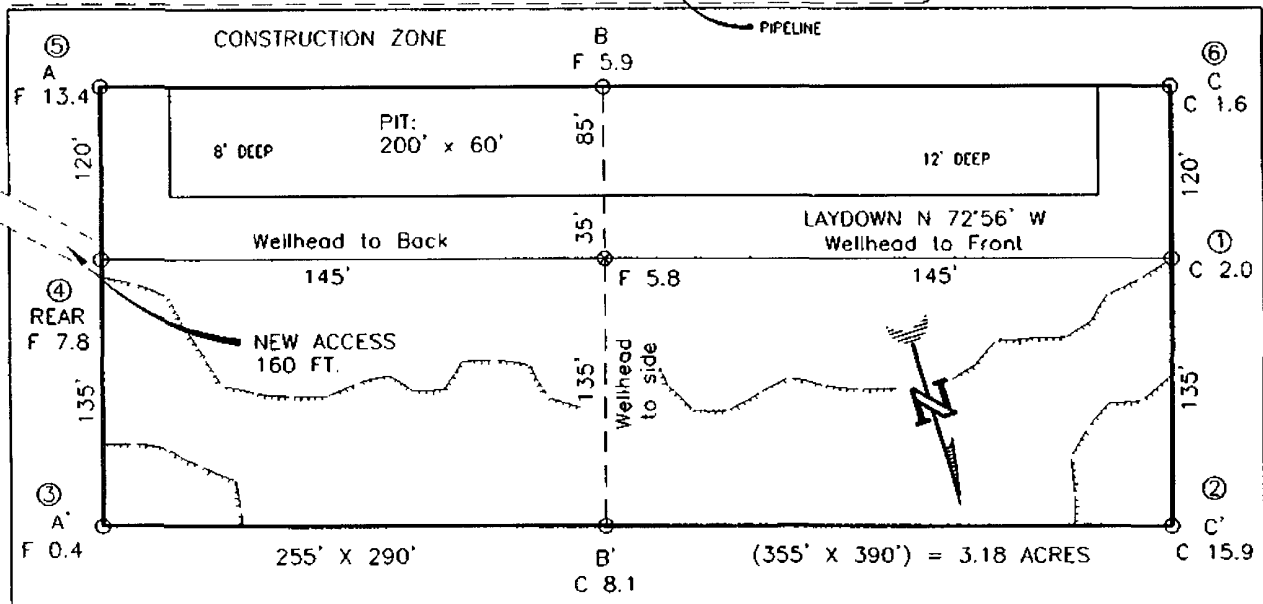 PIPELINE
CONSTRUCTION ZONE
⑤
A
F 13.4
B
F 5.9
⑥
C
C 1.6
120'
PIT:
200' x 60'
8' DEEP
85'
12' DEEP
120'
Wellhead to Back
145'
35'
LAYDOWN N 72°56' W
Wellhead to Front
145'
①
C 2.0
F 5.8
④
REAR
F 7.8
NEW ACCESS
160 FT.
135'
135'
Wellhead
to side
N
135'
③
A'
F 0.4
②
C'
C 15.9
255' X 290'
B'
C 8.1
(355' X 390') = 3.18 ACRES